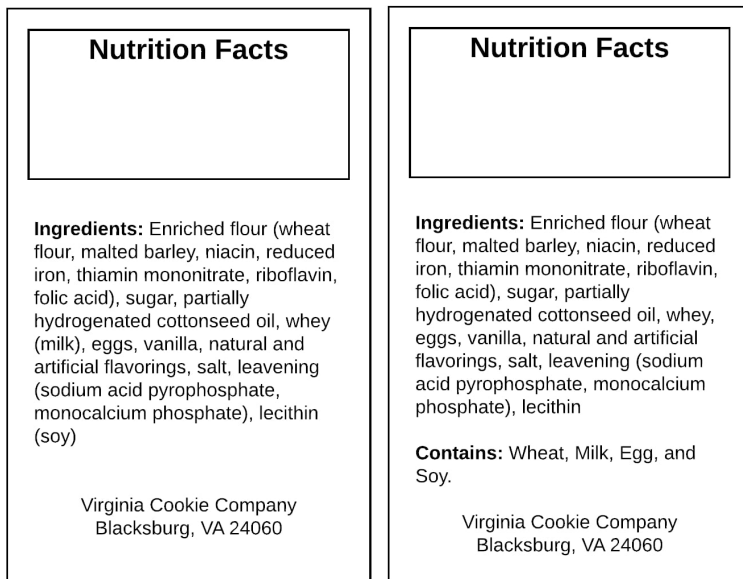 Nutrition Facts
Ingredients: Enriched flour (wheat
flour, malted barley, niacin, reduced
iron, thiamin mononitrate, riboflavin,
folic acid), sugar, partially
hydrogenated cottonseed oil, whey
(milk), eggs, vanilla, natural and
artificial flavorings, salt, leavening
(sodium acid pyrophosphate,
monocalcium phosphate), lecithin
(soy)
Virginia Cookie Company
Blacksburg, VA 24060
Nutrition Facts
Ingredients: Enriched flour (wheat
flour, malted barley, niacin, reduced
iron, thiamin mononitrate, riboflavin,
folic acid), sugar, partially
hydrogenated cottonseed oil, whey,
eggs, vanilla, natural and artificial
flavorings, salt, leavening (sodium
acid pyrophosphate, monocalcium
phosphate), lecithin
Contains: Wheat, Milk, Egg, and
Soy.
Virginia Cookie Company
Blacksburg, VA 24060